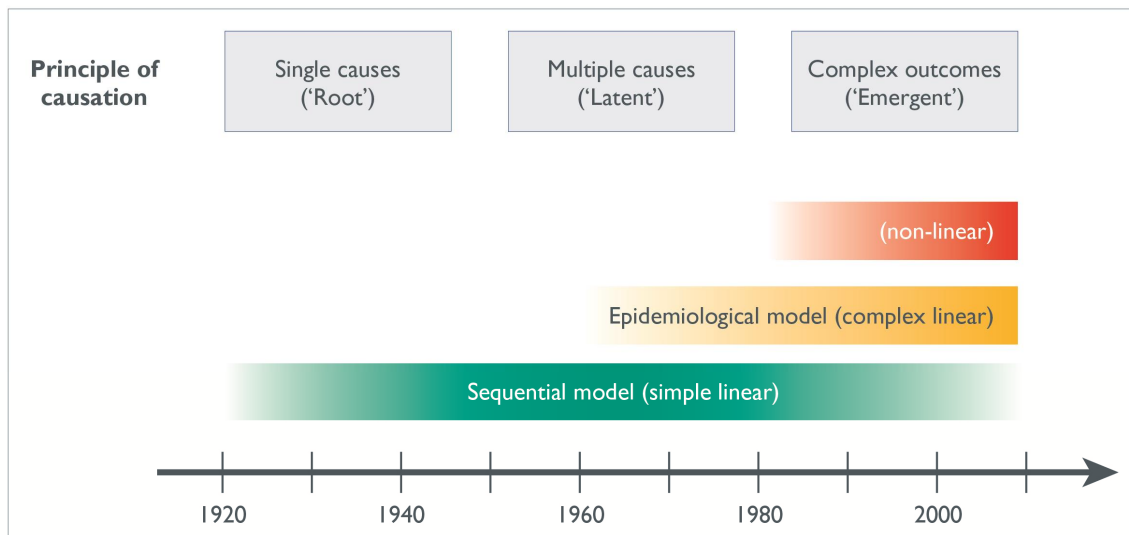 Principle of
causation
Single causes
(‘Root’)
Multiple causes
(‘Latent’)
Complex outcomes
(‘Emergent’)
(non-linear)
Epidemiological model (complex linear)
Sequential model (simple linear)
1920 1940 1960 1980 2000